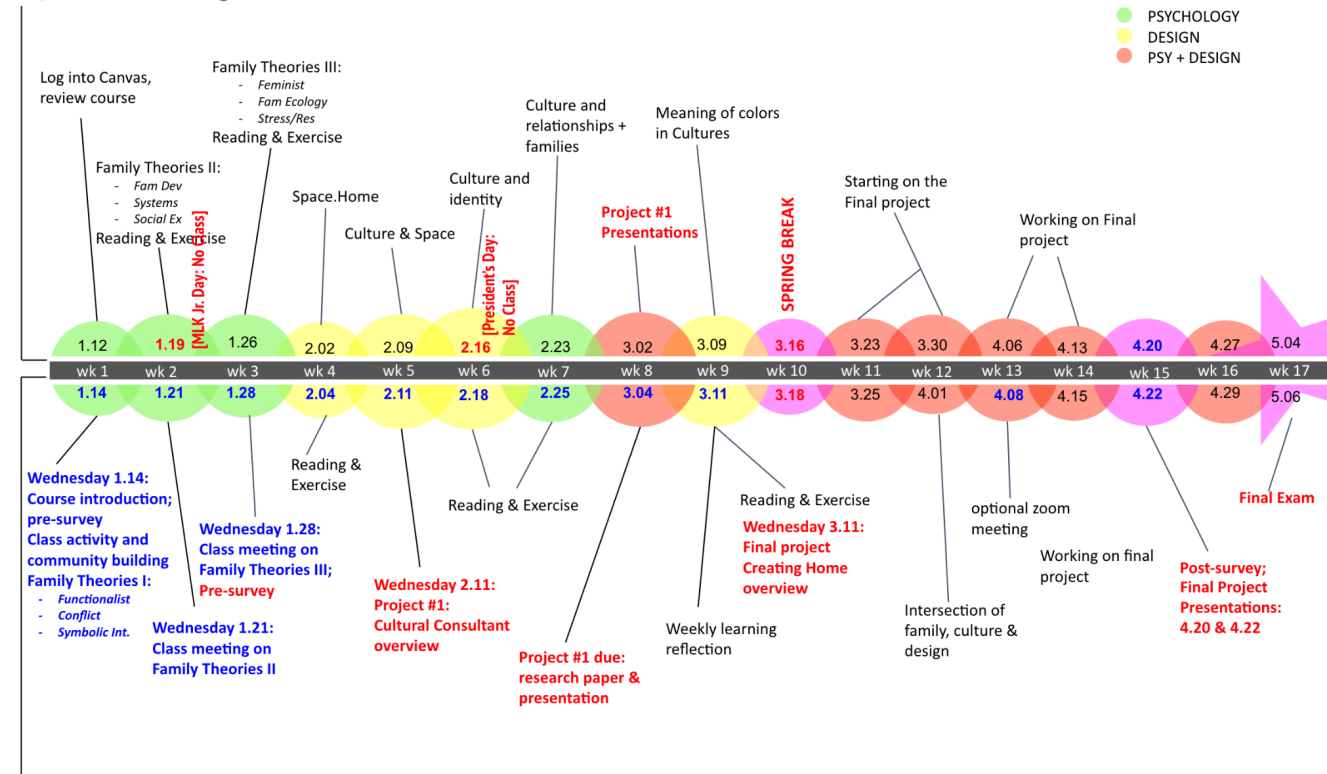 PSYCHOLOGY
DESIGN
PSY + DESIGN
Log into Canvas,
review course
Family Theories II:
- Fam Dev
- Systems
- Social Ex
Reading & Exercise
[MLK Jr. Day: No Class]
Family Theories III:
- Feminist
- Fam Ecology
- Stress/Res
Reading & Exercise
Space.Home
Culture & Space
Culture and
identity
[President's Day:
No Class]
Culture and
relationships +
families
Project #1
Presentations
Meaning of colors
in Cultures
SPRING BREAK
Starting on the
Final project
Working on Final
project
1.12 1.19 1.26 2.02 2.09 2.16 2.23 3.02 3.09 3.16 3.23 3.30 4.06 4.13 4.20 4.27 5.04
wk 1 wk 2 wk 3 wk 4 wk 5 wk 6 wk 7 wk 8 wk 9 wk 10 wk 11 wk 12 wk 13 wk 14 wk 15 wk 16 wk 17
1.14 1.21 1.28 2.04 2.11 2.18 2.25 3.04 3.11 3.18 3.25 4.01 4.08 4.15 4.22 4.29 5.06
Wednesday 1.14:
Course introduction;
pre-survey
Class activity and
community building
Family Theories I:
- Functionalist
- Conflict
- Symbolic Int.
Wednesday 1.21:
Class meeting on
Family Theories II
Wednesday 1.28:
Class meeting on
Family Theories III;
Pre-survey
Reading &
Exercise
Wednesday 2.11:
Project #1:
Cultural Consultant
overview
Reading & Exercise
Project #1 due:
research paper &
presentation
Weekly learning
reflection
Reading & Exercise
Wednesday 3.11:
Final project
Creating Home
overview
Intersection of
family, culture &
design
optional zoom
meeting
Working on final
project
Post-survey;
Final Project
Presentations:
4.20 & 4.22
Final Exam